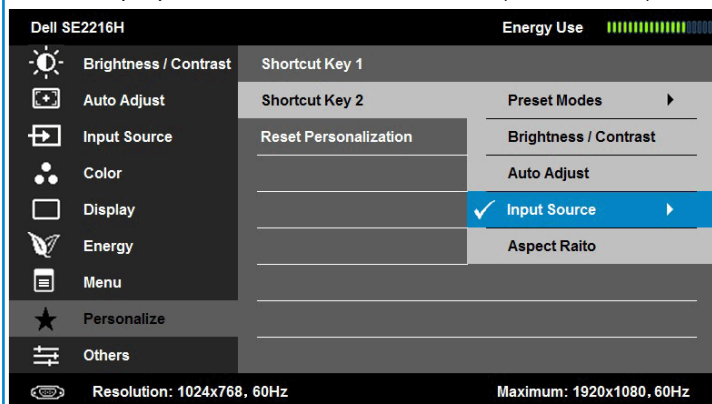 Dell SE2216H Energy Use
Brightness / Contrast Shortcut Key 1
Auto Adjust Shortcut Key 2 Preset Modes
Input Source Reset Personalization Brightness / Contrast
Color Auto Adjust
Display Input Source
Energy Aspect Raito
Menu
Personalize
Others
Resolution: 1024x768, 60Hz Maximum: 1920x1080, 60Hz